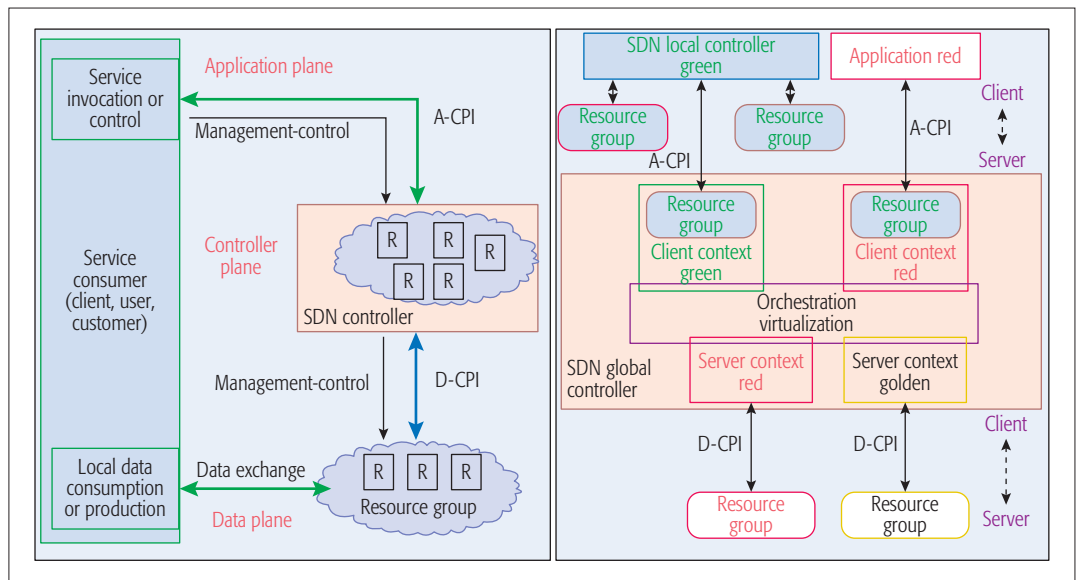 Service
invocation or
control
Application plane
A-CPI
Management-control
Controller
plane
Service
consumer
(client, user,
customer)
R
R
R
R
R
SDN controller
Management-control
D-CPI
Local data
consumption
or production
Data exchange
R
R
R
Resource group
Data plane
SDN local controller
green
Application red
Resource
group
Resource
group
A-CPI
A-CPI
Client
Server
Resource
group
Client context
green
Resource
group
Client context
red
Orchestration
virtualization
SDN global
controller
Server context
red
Server context
golden
D-CPI
D-CPI
Client
Server
Resource
group
Resource
group